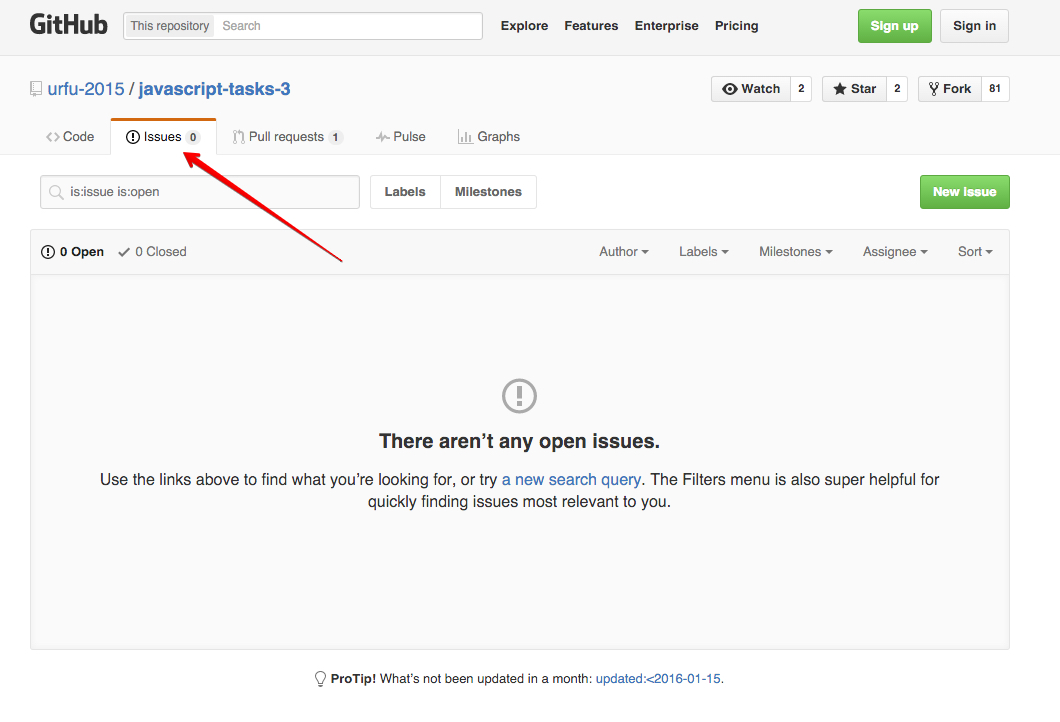 GitHub This repository Search Explore Features Enterprise Pricing Sign up Sign in
urfu-2015 / javascript-tasks-3 Watch 2 Star 2 Fork 81
Code Issues 0 Pull requests 1 Pulse Graphs
is:issue is:open Labels Milestones New issue
0 Open 0 Closed Author Labels Milestones Assignee Sort
There aren’t any open issues.
Use the links above to find what you’re looking for, or try a new search query. The Filters menu is also super helpful for
quickly finding issues most relevant to you.
ProTip! What’s not been updated in a month: updated:<2016-01-15.